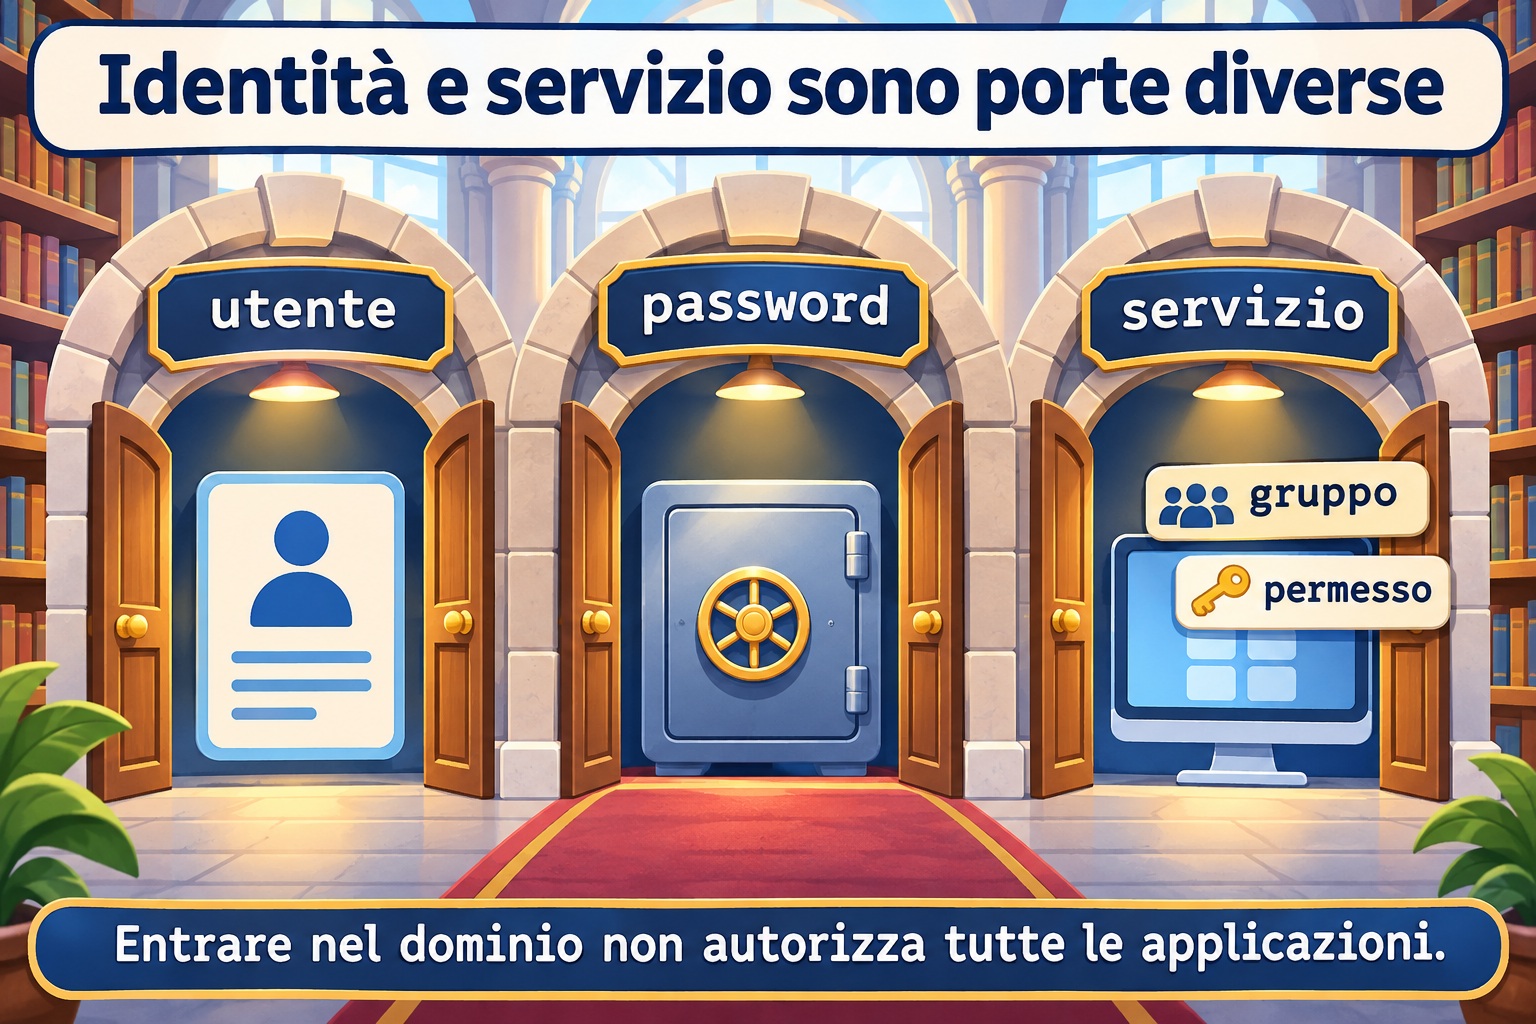 Identità e servizio sono porte diverse
utente
password
servizio
gruppo
permesso
Entrare nel dominio non autorizza tutte le applicazioni.